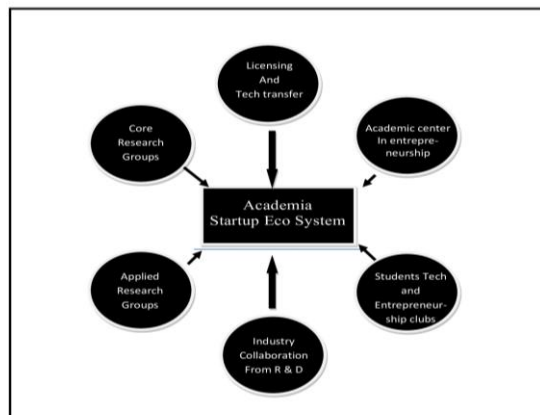 Licensing
And
Tech transfer
Core
Research
Groups
Academic center
In entrepre-
neurship
Academia
Startup Eco System
Applied
Research
Groups
Students Tech
and
Entrepreneur-
ship clubs
Industry
Collaboration
From R & D